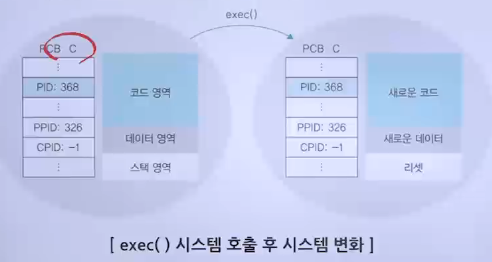 exec()
PCB C
⋮
PID: 368
⋮
PPID: 326
CPID: -1
⋮
코드 영역
데이터 영역
스택 영역
PCB C
⋮
PID: 368
⋮
PPID: 326
CPID: -1
⋮
새로운 코드
새로운 데이터
리셋
[ exec( ) 시스템 호출 후 시스템 변화 ]